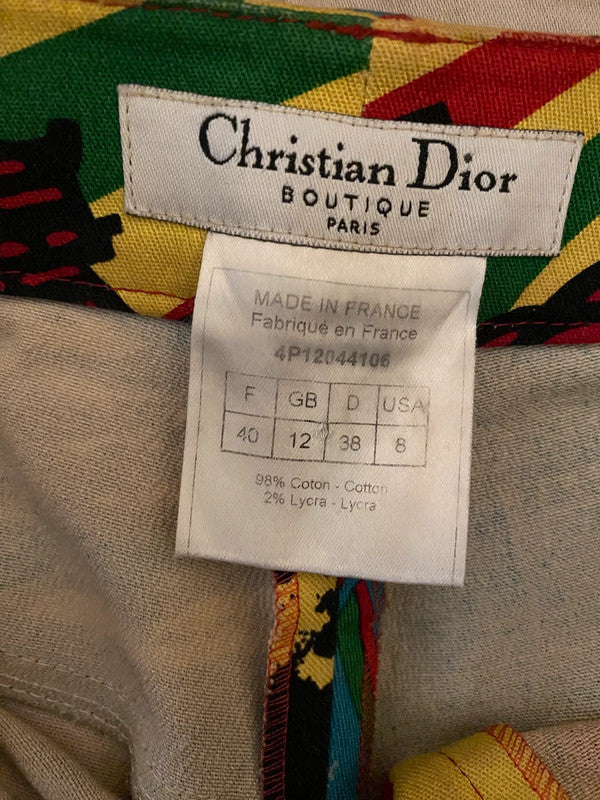 Christian Dior
BOUTIQUE
PARIS
MADE IN FRANCE
Fabriqué en France
4P12044106
F GB D USA
40 12 38 8
98% Coton - Cotton
2% Lycra - Lycra